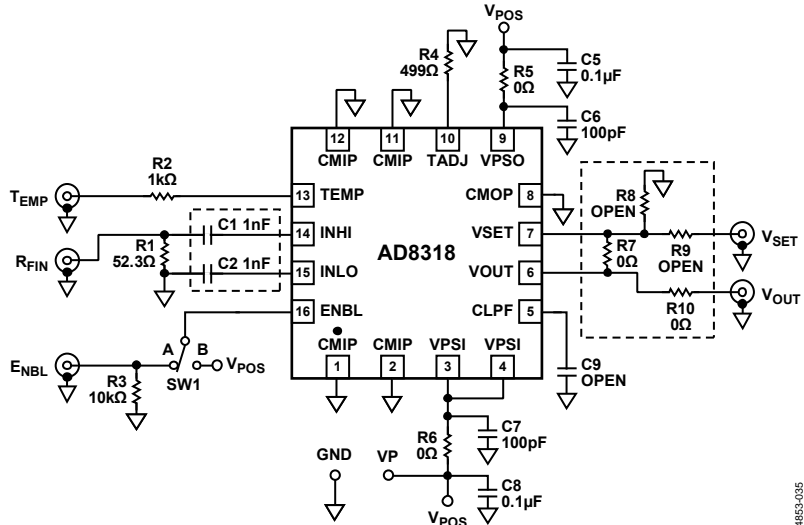 VPOS
R4
499Ω
R5
0Ω
C5
0.1µF
C6
100pF
12
11
10
9
CMIP
CMIP
TADJ
VPSO
R2
1kΩ
TEMP
13
TEMP
CMOP
8
R8
OPEN
C1 1nF
14
INHI
VSET
7
R9
OPEN
VSET
RFIN
R1
52.3Ω
AD8318
R7
0Ω
C2 1nF
15
INLO
VOUT
6
VOUT
R10
0Ω
16
ENBL
CLPF
5
ENBL
A
B
VPOS
SW1
R3
10kΩ
CMIP
CMIP
VPSI
VPSI
1
2
3
4
C9
OPEN
R6
0Ω
C7
100pF
GND
VP
C8
0.1µF
VPOS
4853-035